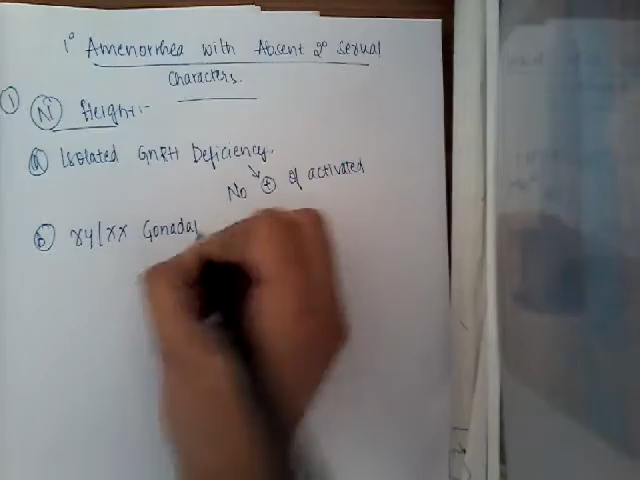 1° Amenorrhea with Absent 2° Sexual
Characters.
① Ⓝ Height:-
ⓐ Isolated GnRH Deficiency.
↘
No ⊕ of activated
ⓑ XY/XX Gonadal